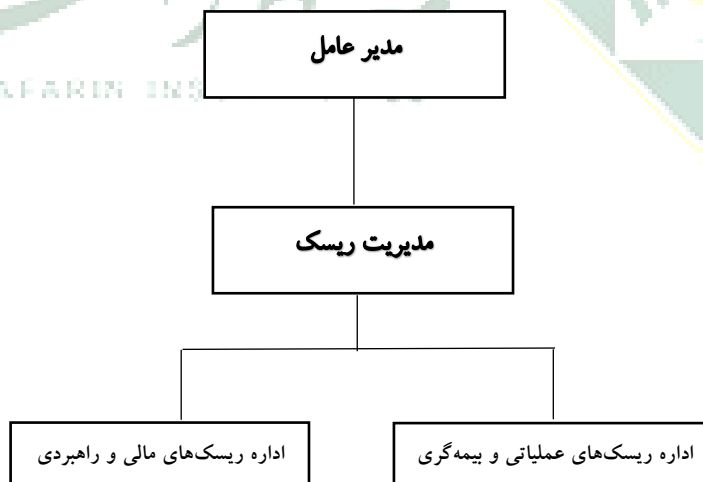 مدیر عامل
مدیریت ریسک
اداره ریسک‌های عملیاتی و بیمه‌گری
اداره ریسک‌های مالی و راهبردی